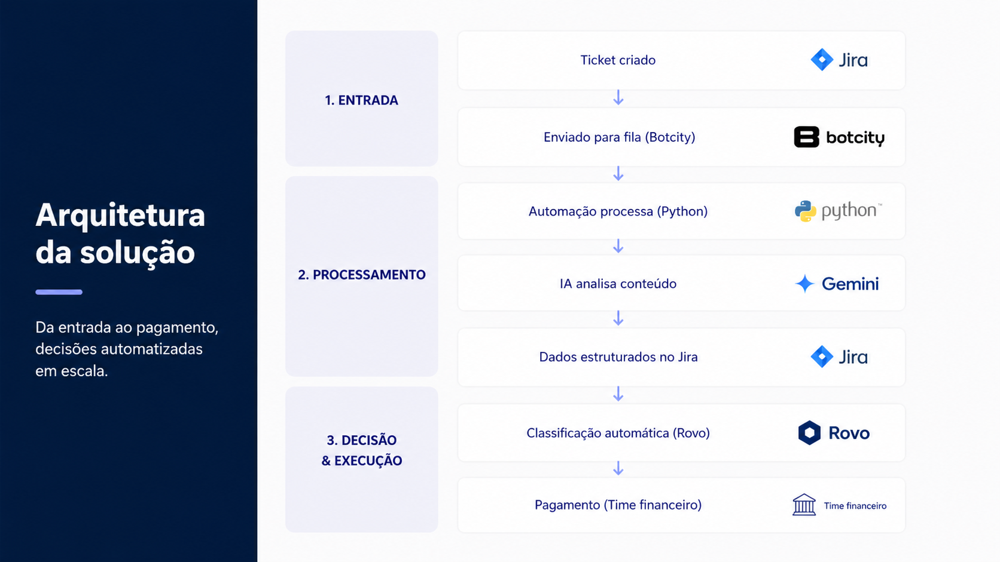 Arquitetura
da solução
Da entrada ao pagamento,
decisões automatizadas
em escala.
1. ENTRADA
Ticket criado
Jira
Enviado para fila (Botcity)
botcity
2. PROCESSAMENTO
Automação processa (Python)
python™
IA analisa conteúdo
Gemini
Dados estruturados no Jira
Jira
3. DECISÃO
& EXECUÇÃO
Classificação automática (Rovo)
Rovo
Pagamento (Time financeiro)
Time financeiro